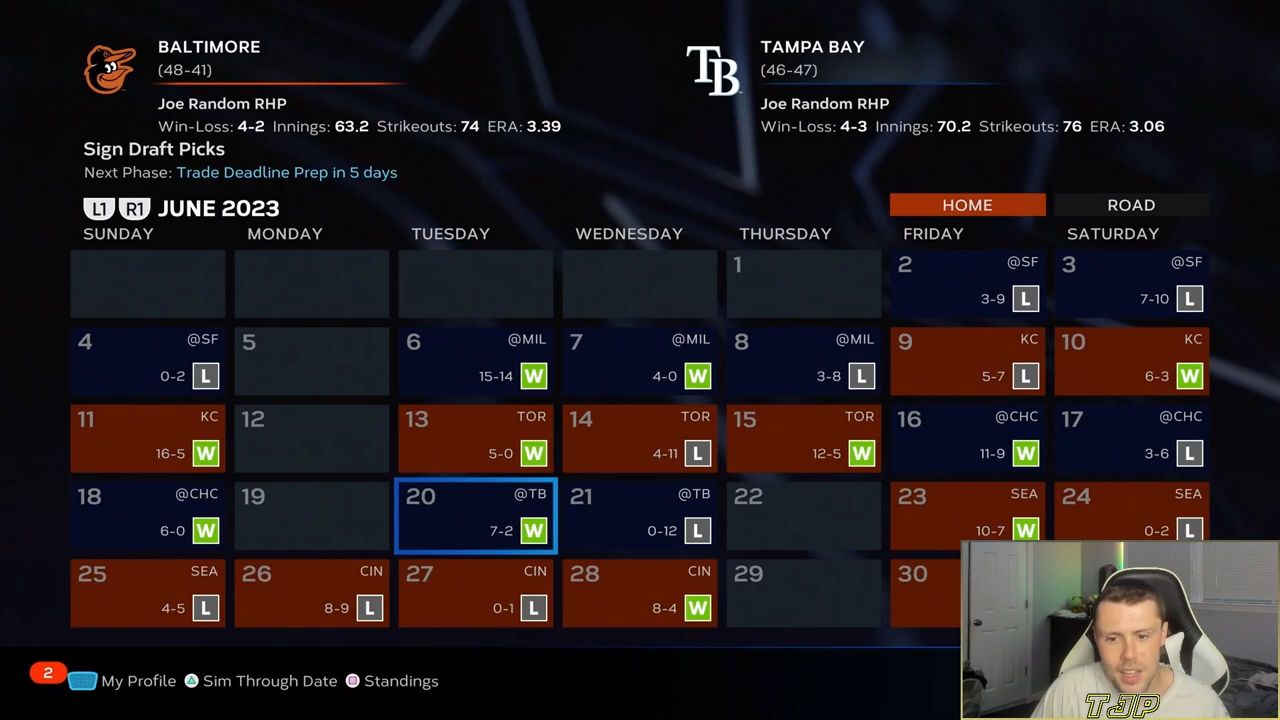 BALTIMORE
(48-41)
Joe Random RHP
Win-Loss: 4-2 Innings: 63.2 Strikeouts: 74 ERA: 3.39
TB
TAMPA BAY
(46-47)
Joe Random RHP
Win-Loss: 4-3 Innings: 70.2 Strikeouts: 76 ERA: 3.06
Sign Draft Picks
Next Phase: Trade Deadline Prep in 5 days
L1 R1 JUNE 2023 HOME ROAD
SUNDAY MONDAY TUESDAY WEDNESDAY THURSDAY FRIDAY SATURDAY
1 2 @SF 3 @SF
3-9 L 7-10 L
4 @SF 5 6 @MIL 7 @MIL 8 @MIL 9 KC 10 KC
0-2 L 15-14 W 4-0 W 3-8 L 5-7 L 6-3 W
11 KC 12 13 TOR 14 TOR 15 TOR 16 @CHC 17 @CHC
16-5 W 5-0 W 4-11 L 12-5 W 11-9 W 3-6 L
18 @CHC 19 20 @TB 21 @TB 22 23 SEA 24 SEA
6-0 W 7-2 W 0-12 L 10-7 W 0-2 L
25 SEA 26 CIN 27 CIN 28 CIN 29 30
4-5 L 8-9 L 0-1 L 8-4 W
2 My Profile Sim Through Date Standings
TJP